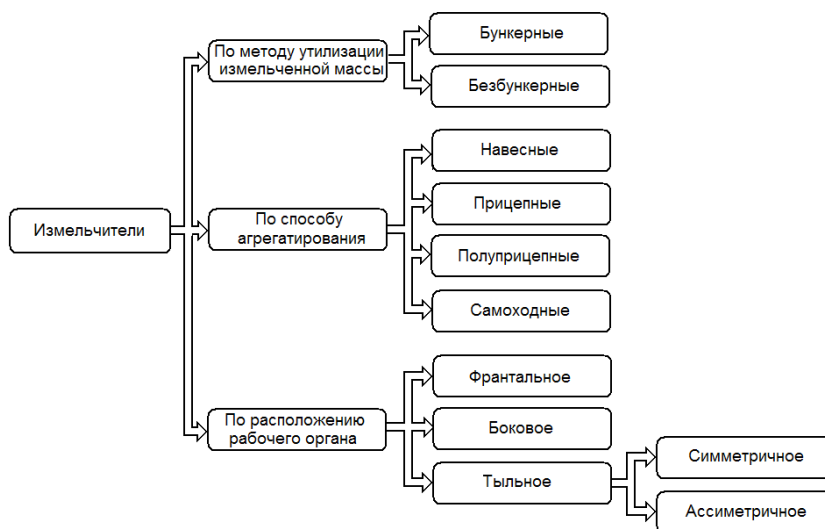 Измельчители
По методу утилизации
измельченной массы
Бункерные
Безбункерные
По способу
агрегатирования
Навесные
Прицепные
Полуприцепные
Самоходные
По расположению
рабочего органа
Франтальное
Боковое
Тыльное
Симметричное
Ассиметричное